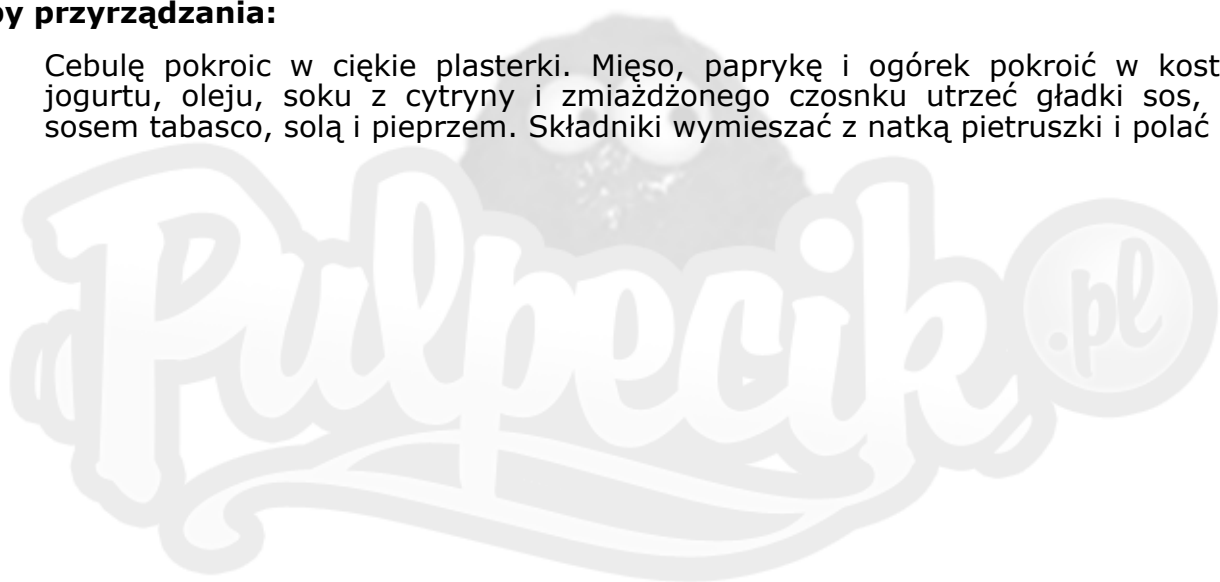 by przyrządzania:
Cebulę pokroic w ciękie plasterki. Mięso, paprykę i ogórek pokroić w kost
jogurtu, oleju, soku z cytryny i zmiażdżonego czosnku utrzeć gładki sos,
sosem tabasco, solą i pieprzem. Składniki wymieszać z natką pietruszki i polać
Pulpecik.pl